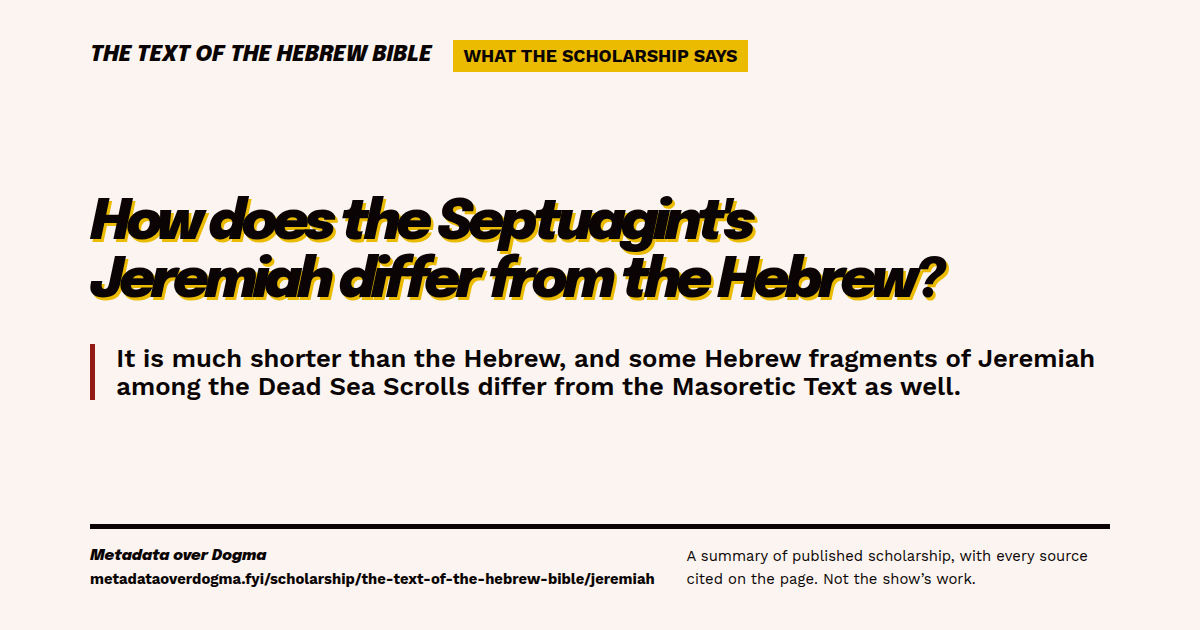 THE TEXT OF THE HEBREW BIBLE
WHAT THE SCHOLARSHIP SAYS
How does the Septuagint's
Jeremiah differ from the Hebrew?
It is much shorter than the Hebrew, and some Hebrew fragments of Jeremiah
among the Dead Sea Scrolls differ from the Masoretic Text as well.
Metadata over Dogma
metadataoverdogma.fyi/scholarship/the-text-of-the-hebrew-bible/jeremiah
A summary of published scholarship, with every source
cited on the page. Not the show’s work.